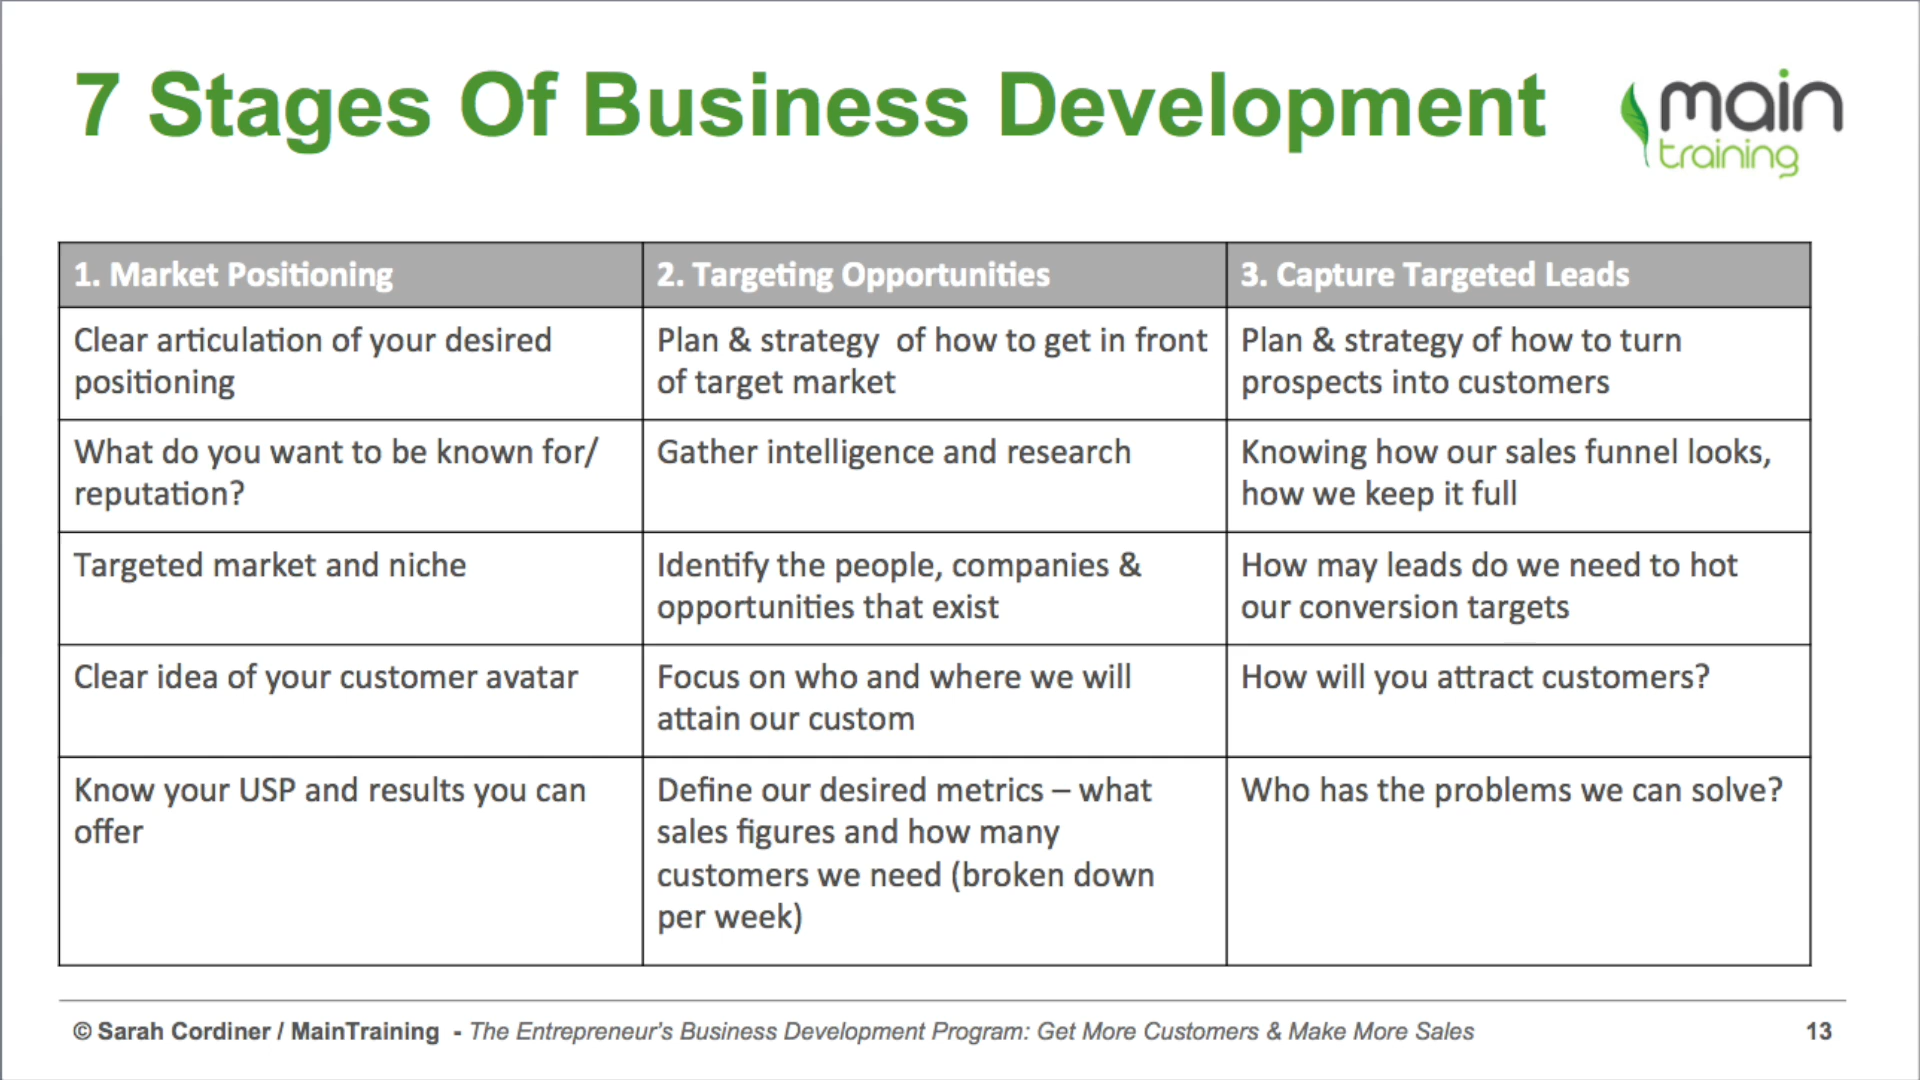 7 Stages Of Business Development
main
training
1. Market Positioning
2. Targeting Opportunities
3. Capture Targeted Leads
Clear articulation of your desired
positioning
Plan & strategy of how to get in front
of target market
Plan & strategy of how to turn
prospects into customers
What do you want to be known for/
reputation?
Gather intelligence and research
Knowing how our sales funnel looks,
how we keep it full
Targeted market and niche
Identify the people, companies &
opportunities that exist
How may leads do we need to hot
our conversion targets
Clear idea of your customer avatar
Focus on who and where we will
attain our custom
How will you attract customers?
Know your USP and results you can
offer
Define our desired metrics – what
sales figures and how many
customers we need (broken down
per week)
Who has the problems we can solve?
© Sarah Cordiner / MainTraining - The Entrepreneur's Business Development Program: Get More Customers & Make More Sales
13